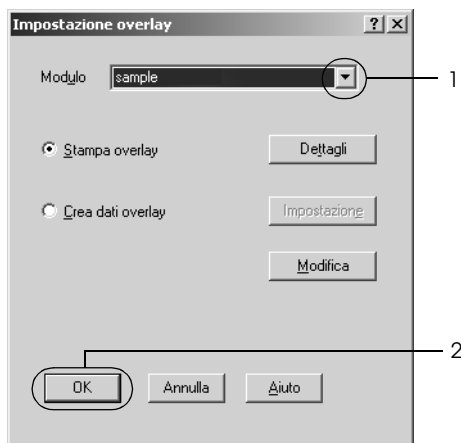 Impostazione overlay
Modulo sample
1
Stampa overlay Dettagli
Crea dati overlay Impostazione
Modifica
2
OK Annulla Aiuto